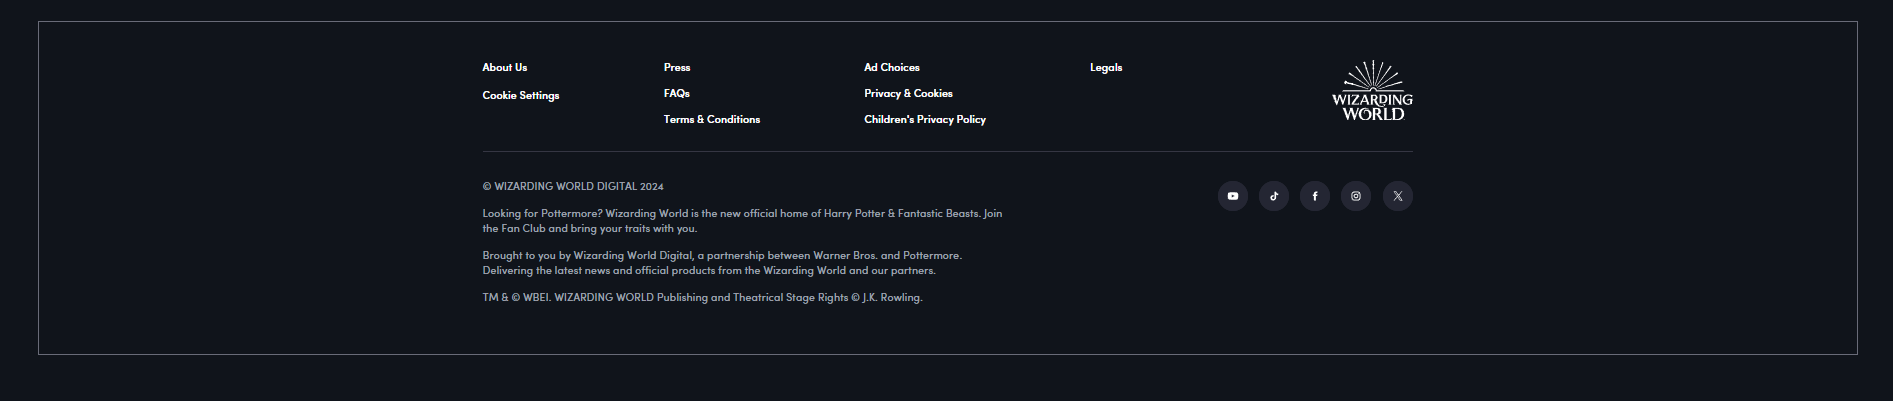 About Us
Cookie Settings
Press
FAQs
Terms & Conditions
Ad Choices
Privacy & Cookies
Children's Privacy Policy
Legals
WIZARDING
WORLD
© WIZARDING WORLD DIGITAL 2024
Looking for Pottermore? Wizarding World is the new official home of Harry Potter & Fantastic Beasts. Join
the Fan Club and bring your traits with you.
Brought to you by Wizarding World Digital, a partnership between Warner Bros. and Pottermore.
Delivering the latest news and official products from the Wizarding World and our partners.
TM & © WBEI. WIZARDING WORLD Publishing and Theatrical Stage Rights © J.K. Rowling.